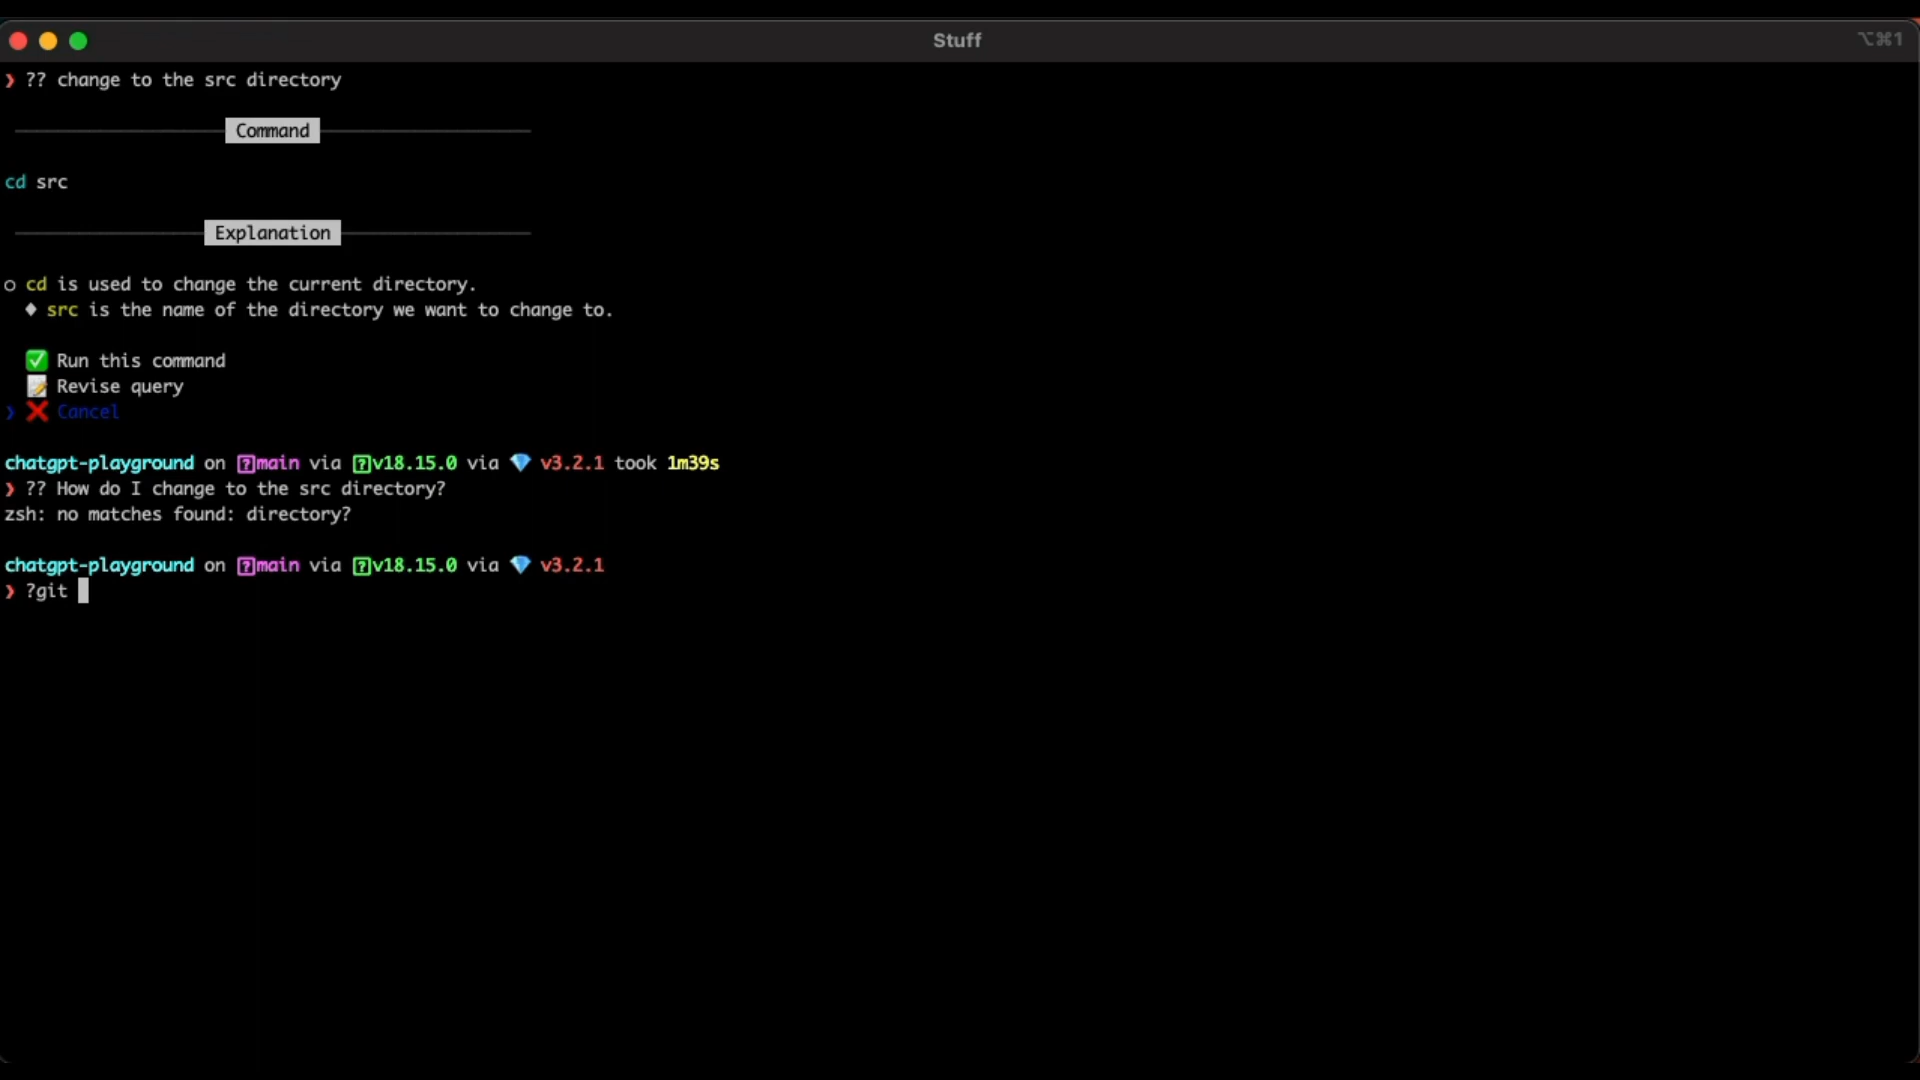 Stuff
⌥⌘1
❯ ?? change to the src directory
Command
cd src
Explanation
○ cd is used to change the current directory.
♦ src is the name of the directory we want to change to.
✅ Run this command
📝 Revise query
❯ ❌ Cancel
chatgpt-playground on ?main via ?v18.15.0 via 💎 v3.2.1 took 1m39s
❯ ?? How do I change to the src directory?
zsh: no matches found: directory?
chatgpt-playground on ?main via ?v18.15.0 via 💎 v3.2.1
❯ ?git